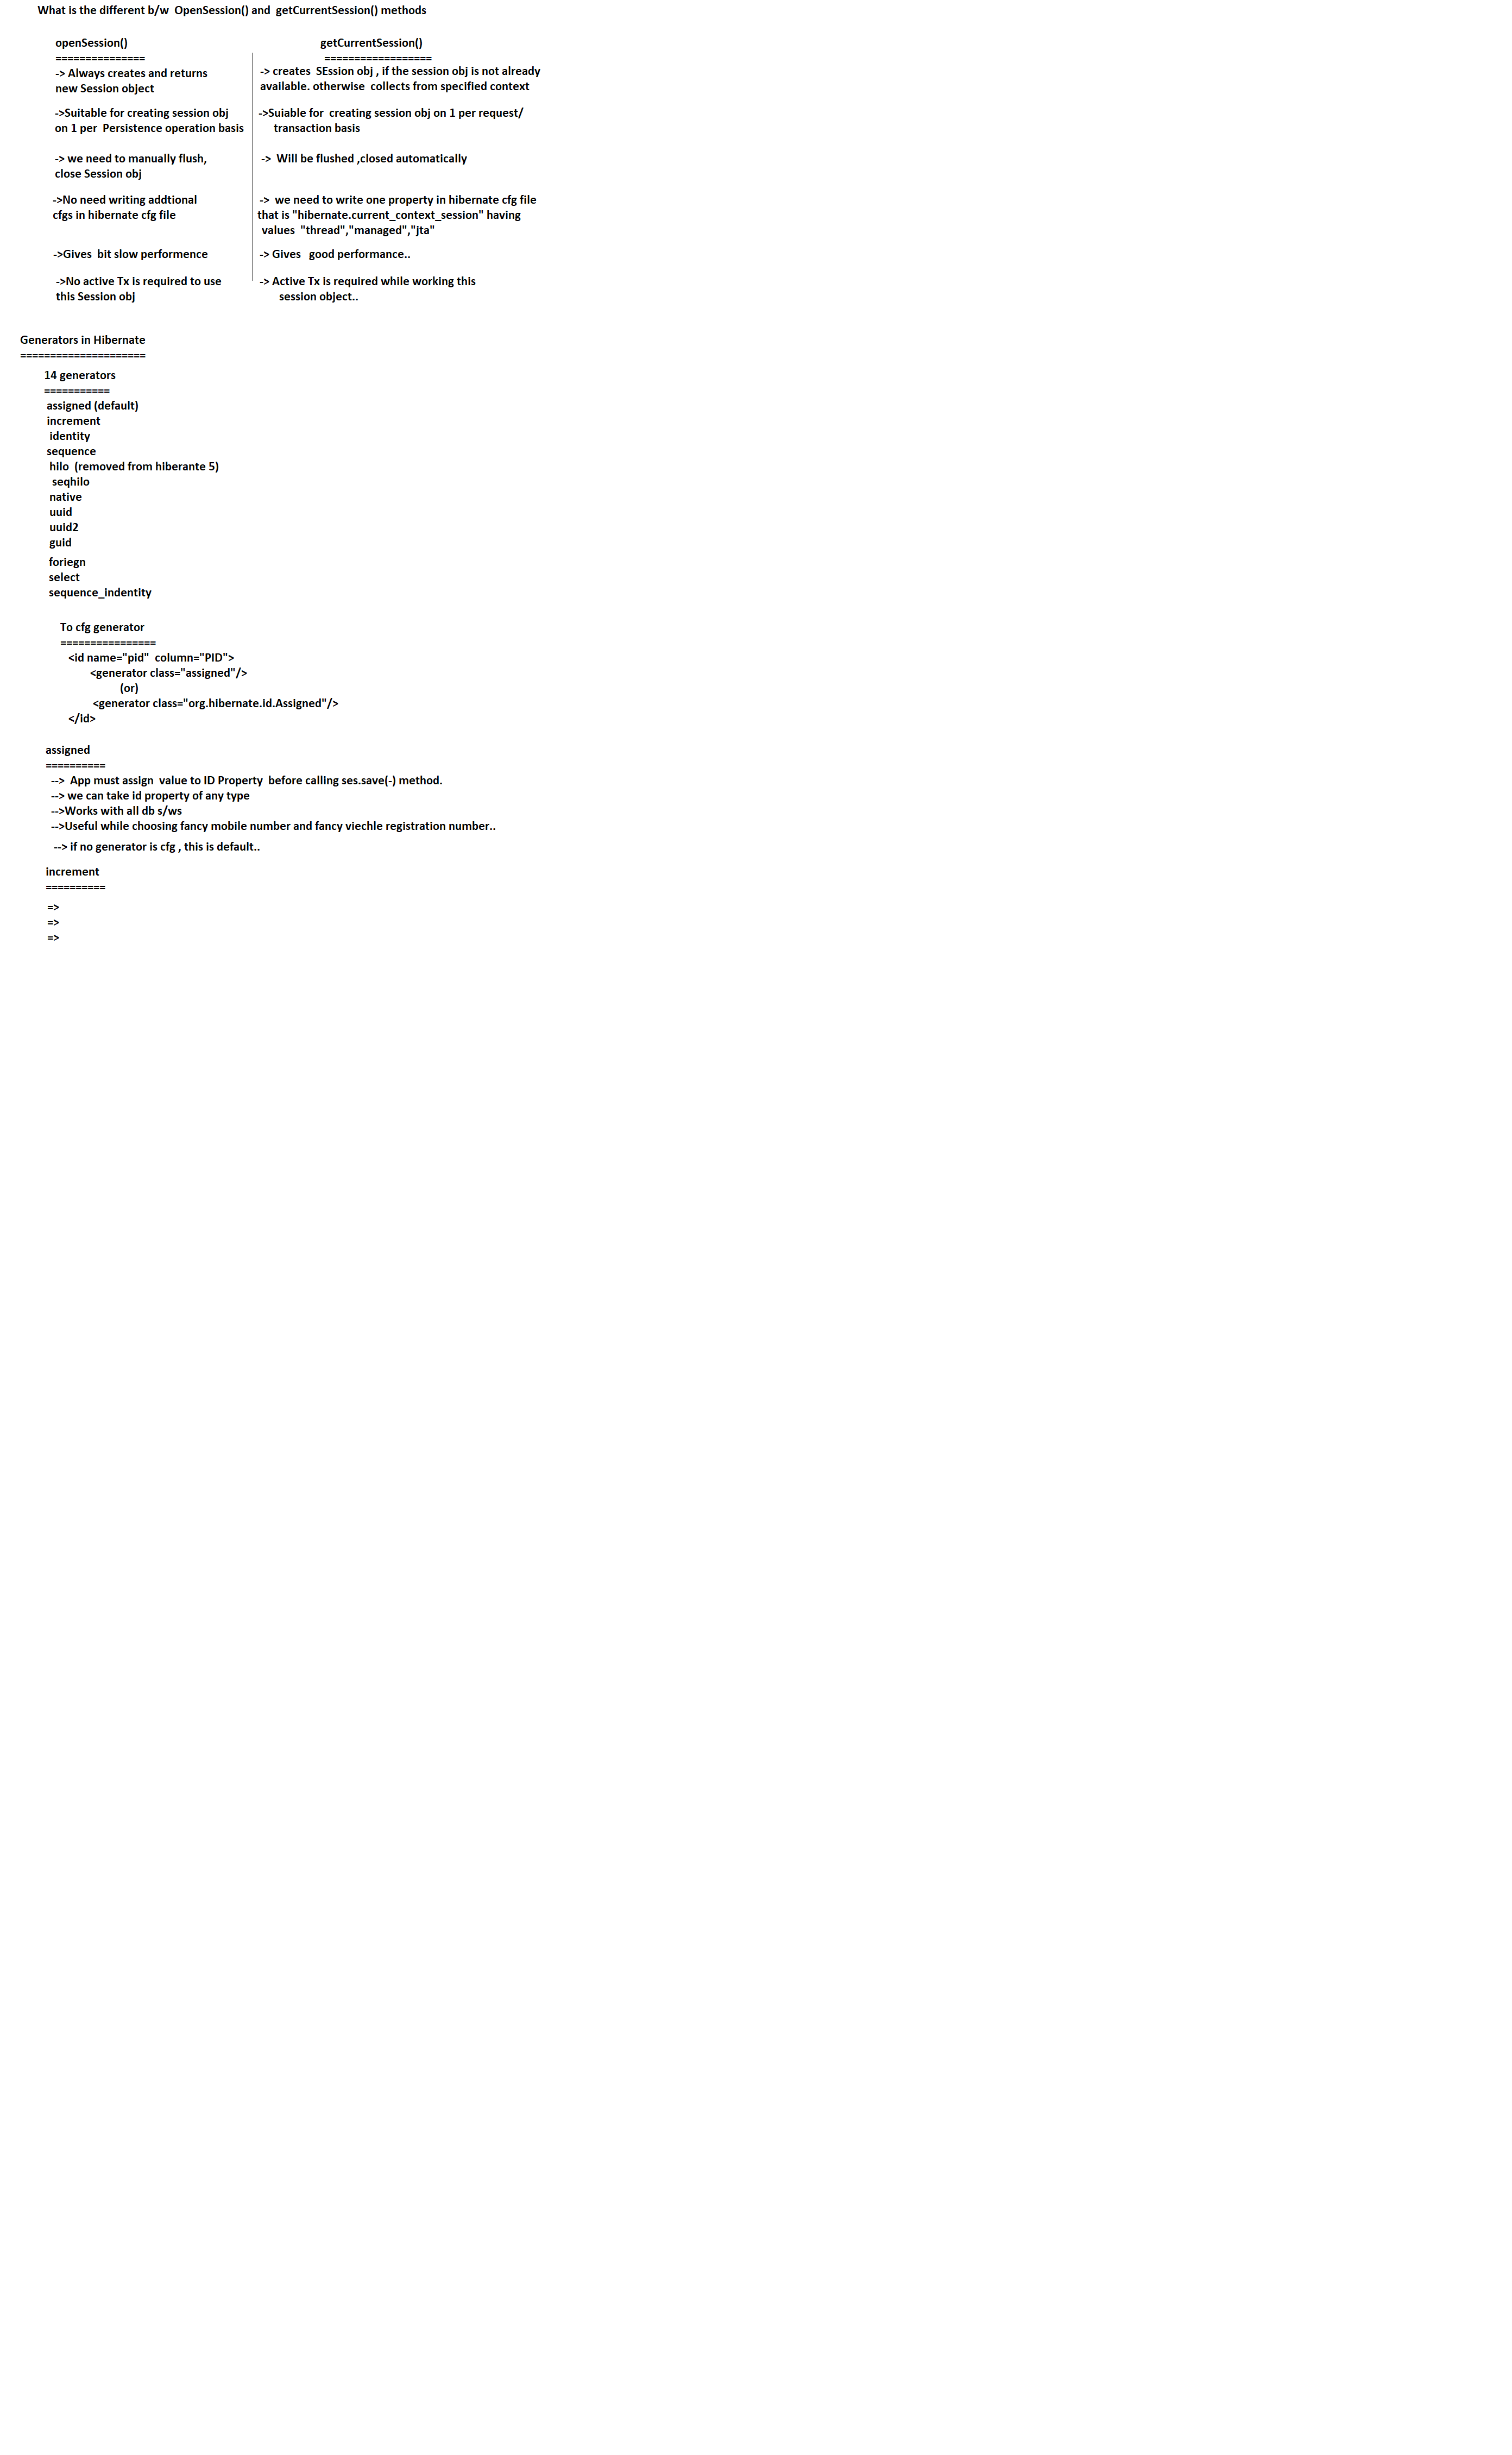 What is the different b/w  OpenSession() and  getCurrentSession() methods
openSession()
===============
-> Always creates and returns
new Session object
->Suitable for creating session obj
on 1 per  Persistence operation basis
-> we need to manually flush,
close Session obj
->No need writing addtional
cfgs in hibernate cfg file
->Gives  bit slow performence
->No active Tx is required to use
this Session obj
getCurrentSession()
==================
-> creates  SEssion obj , if the session obj is not already
available. otherwise  collects from specified context
->Suiable for  creating session obj on 1 per request/
transaction basis
->  Will be flushed ,closed automatically
->  we need to write one property in hibernate cfg file
that is "hibernate.current_context_session" having
values  "thread","managed","jta"
-> Gives   good performance..
-> Active Tx is required while working this
session object..
Generators in Hibernate
=====================
14 generators
===========
assigned (default)
increment
identity
sequence
hilo  (removed from hiberante 5)
seqhilo
native
uuid
uuid2
guid
foriegn
select
sequence_indentity
To cfg generator
================
<id name="pid"  column="PID">
<generator class="assigned"/>
(or)
<generator class="org.hibernate.id.Assigned"/>
</id>
assigned
==========
-->  App must assign  value to ID Property  before calling ses.save(-) method.
--> we can take id property of any type
-->Works with all db s/ws
-->Useful while choosing fancy mobile number and fancy viechle registration number..
--> if no generator is cfg , this is default..
increment
==========
=>
=>
=>